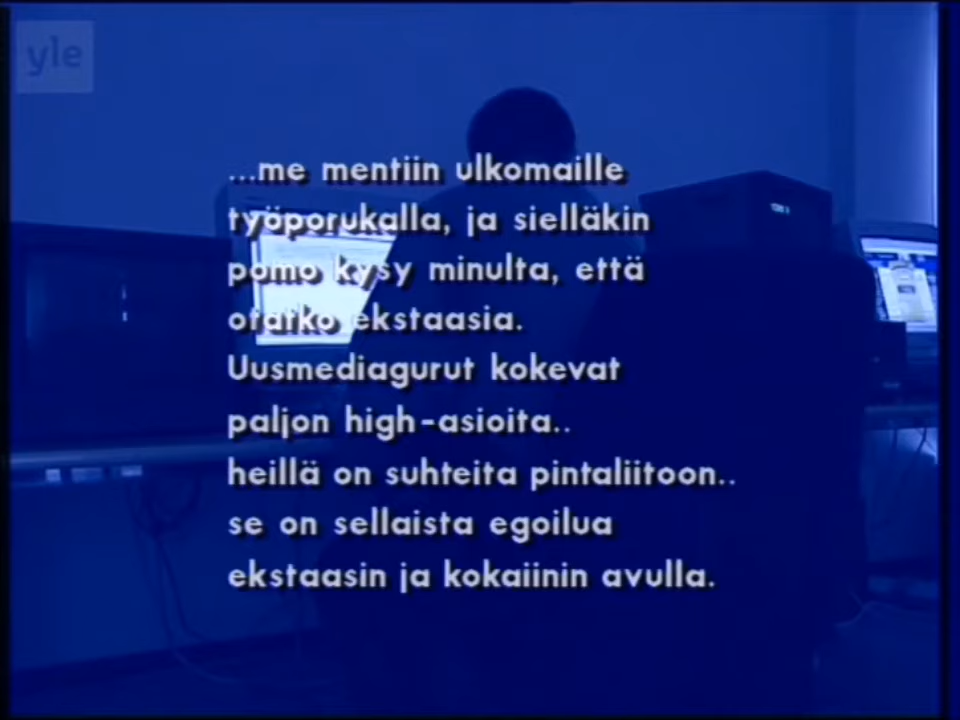 yle
...me mentiin ulkomaille
työporukalla, ja sielläkin
pomo kysy minulta, että
otatko ekstaasia.
Uusmediagurut kokevat
paljon high-asioita..
heillä on suhteita pintaliitoon..
se on sellaista egoilua
ekstaasin ja kokaiinin avulla.